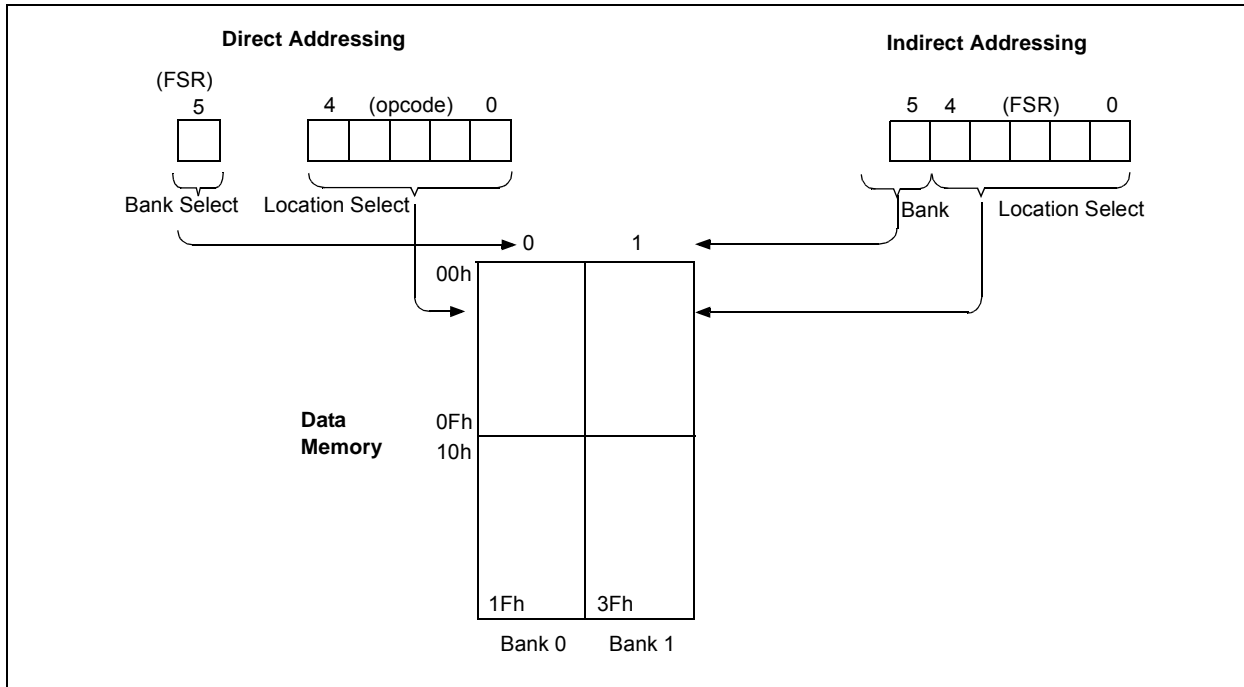 Direct Addressing
Indirect Addressing
(FSR)
5
4 (opcode) 0
5 4 (FSR) 0
Bank Select
Location Select
Bank
Location Select
0 1
00h
Data
Memory
0Fh
10h
1Fh
3Fh
Bank 0
Bank 1